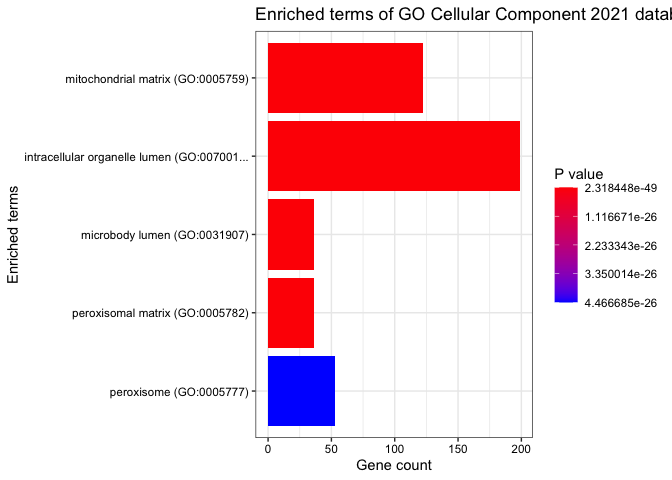 Enriched terms of GO Cellular Component 2021 datab
mitochondrial matrix (GO:0005759)
intracellular organelle lumen (GO:007001...
microbody lumen (GO:0031907)
peroxisomal matrix (GO:0005782)
peroxisome (GO:0005777)
Enriched terms
0 50 100 150 200
Gene count
P value
2.318448e-49
1.116671e-26
2.233343e-26
3.350014e-26
4.466685e-26